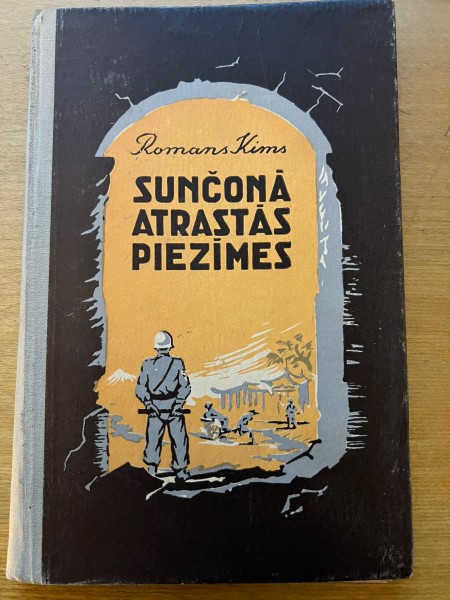 Romans Kims
SUNČONĀ
ATRASTĀS
PIEZĪMES